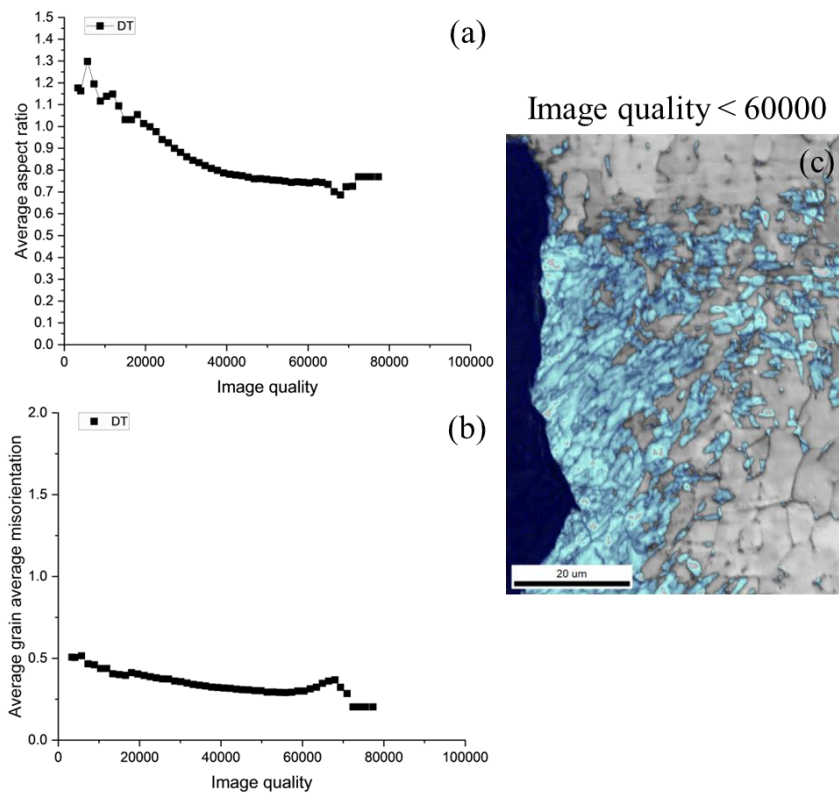 DT
(a)
1.5
1.4
1.3
1.2
1.1
1.0
0.9
0.8
0.7
0.6
0.5
0.4
0.3
0.2
0.1
0.0
Average aspect ratio
0 20000 40000 60000 80000 100000
Image quality
DT
(b)
2.0
1.5
1.0
0.5
0.0
Average grain average misorientation
0 20000 40000 60000 80000 100000
Image quality
Image quality < 60000
(c)
20 um